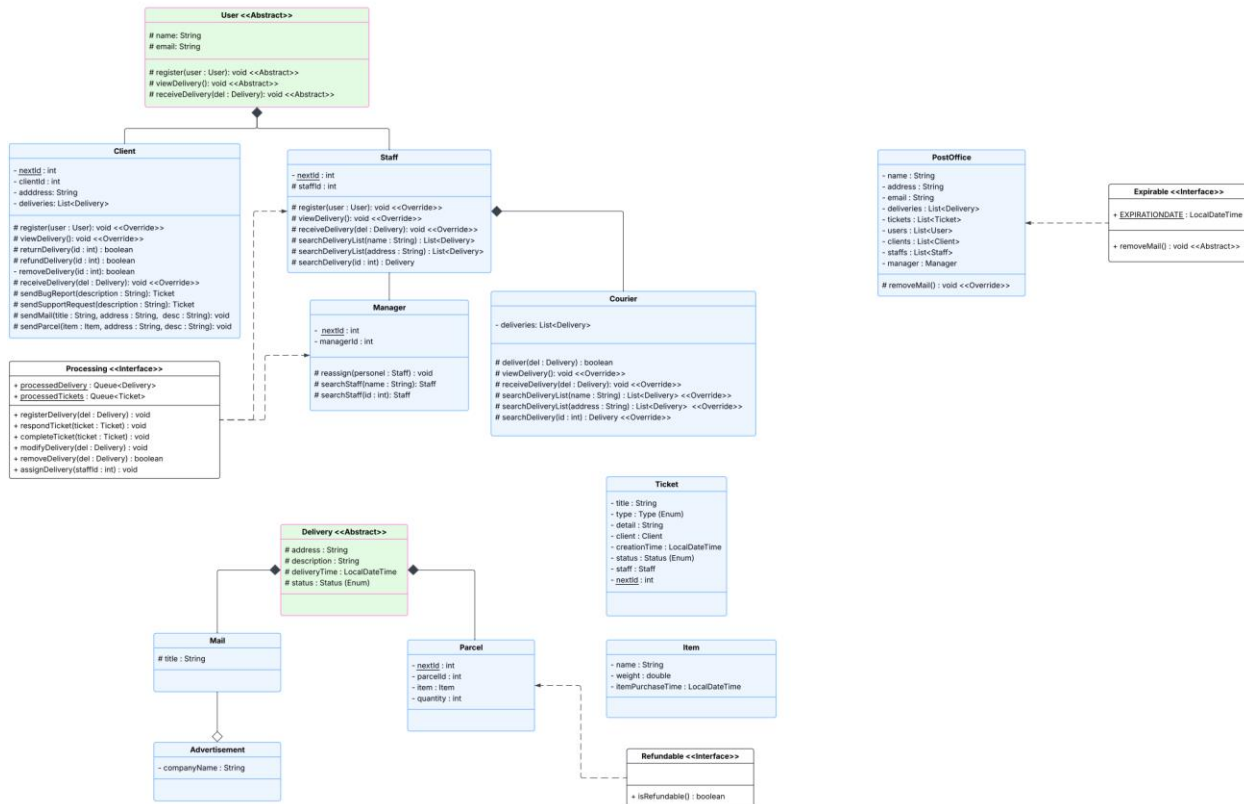 User <<Abstract>>
# name: String
# email: String
# register(user : User): void <<Abstract>>
# viewDelivery(): void <<Abstract>>
# receiveDelivery(del : Delivery): void <<Abstract>>
Client
- nextId : int
- clientId : int
- adddress: String
- deliveries: List<Delivery>
# register(user : User): void <<Override>>
# viewDelivery(): void <<Override>>
# returnDelivery(id : int) : boolean
# refundDelivery(id : int) : boolean
- removeDelivery(id : int) : boolean
# receiveDelivery(del : Delivery): void <<Override>>
# sendBugReport(description : String): Ticket
# sendSupportRequest(description : String): Ticket
# sendMail(title : String, address : String, desc : String): void
# sendParcel(item : Item, address : String, desc : String): void
Staff
- nextId : int
# staffId : int
# register(user : User): void <<Override>>
# viewDelivery(): void <<Override>>
# receiveDelivery(del : Delivery): void <<Override>>
# searchDeliveryList(name : String) : List<Delivery>
# searchDeliveryList(address : String) : List<Delivery>
# searchDelivery(id : int) : Delivery
PostOffice
- name : String
- address : String
- email : String
- deliveries : List<Delivery>
- tickets : List<Ticket>
- users : List<User>
- clients : List<Client>
- staffs : List<Staff>
- manager : Manager
# removeMail() : void <<Override>>
Expirable <<Interface>>
+ EXPIRATIONDATE : LocalDateTime
+ removeMail() : void <<Abstract>>
Manager
- nextId : int
- managerId : int
# reassign(personel : Staff) : void
# searchStaff(name : String): Staff
# searchStaff(id : int): Staff
Courier
- deliveries: List<Delivery>
# deliver(del : Delivery) : boolean
# viewDelivery(): void <<Override>>
# receiveDelivery(del : Delivery): void <<Override>>
# searchDeliveryList(name : String) : List<Delivery> <<Override>>
# searchDeliveryList(address : String) : List<Delivery> <<Override>>
# searchDelivery(id : int) : Delivery <<Override>>
Processing <<Interface>>
+ processedDelivery : Queue<Delivery>
+ processedTickets : Queue<Ticket>
+ registerDelivery(del : Delivery) : void
+ respondTicket(ticket : Ticket) : void
+ completeTicket(ticket : Ticket) : void
+ modifyDelivery(del : Delivery) : void
+ removeDelivery(del : Delivery) : boolean
+ assignDelivery(staffId : int) : void
Ticket
- title : String
- type : Type (Enum)
- detail : String
- client : Client
- creationTime : LocalDateTime
- status : Status (Enum)
- staff : Staff
- nextId : int
Delivery <<Abstract>>
# address : String
# description : String
# deliveryTime : LocalDateTime
# status : Status (Enum)
Mail
# title : String
Parcel
- nextId : int
- parcelId : int
- item : Item
- quantity : int
Item
- name : String
- weight : double
- itemPurchaseTime : LocalDateTime
Advertisement
- companyName : String
Refundable <<Interface>>
+ isRefundable() : boolean